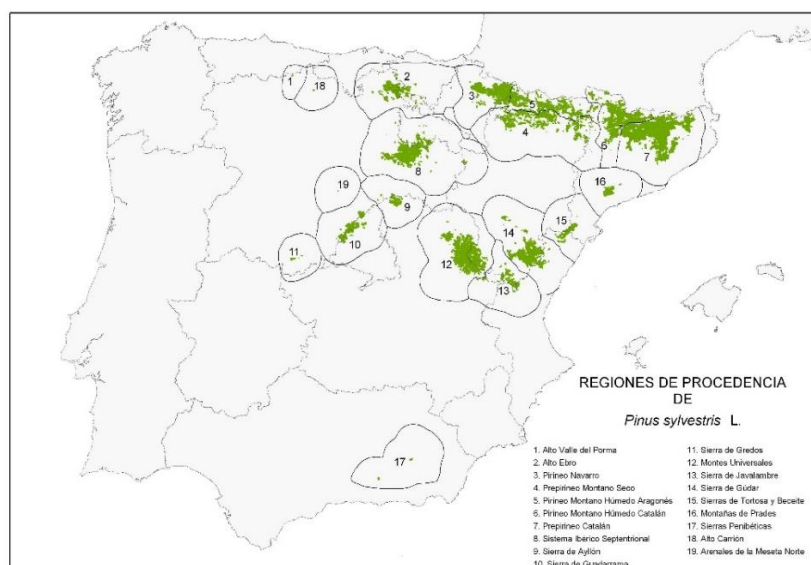 1
18
2
3
5
4
6
7
8
19
9
16
10
15
14
11
12
13
17
REGIONES DE PROCEDENCIA
DE
Pinus sylvestris L.
1. Alto Valle del Porma
2. Alto Ebro
3. Pirineo Navarro
4. Prepirineo Montano Seco
5. Pirineo Montano Húmedo Aragonés
6. Pirineo Montano Húmedo Catalán
7. Prepirineo Catalán
8. Sistema Ibérico Septentrional
9. Sierra de Ayllón
10. Sierra de Guadarrama
11. Sierra de Gredos
12. Montes Universales
13. Sierra de Javalambre
14. Sierra de Gúdar
15. Sierras de Tortosa y Beceite
16. Montañas de Prades
17. Sierras Penibéticas
18. Alto Carrión
19. Arenales de la Meseta Norte